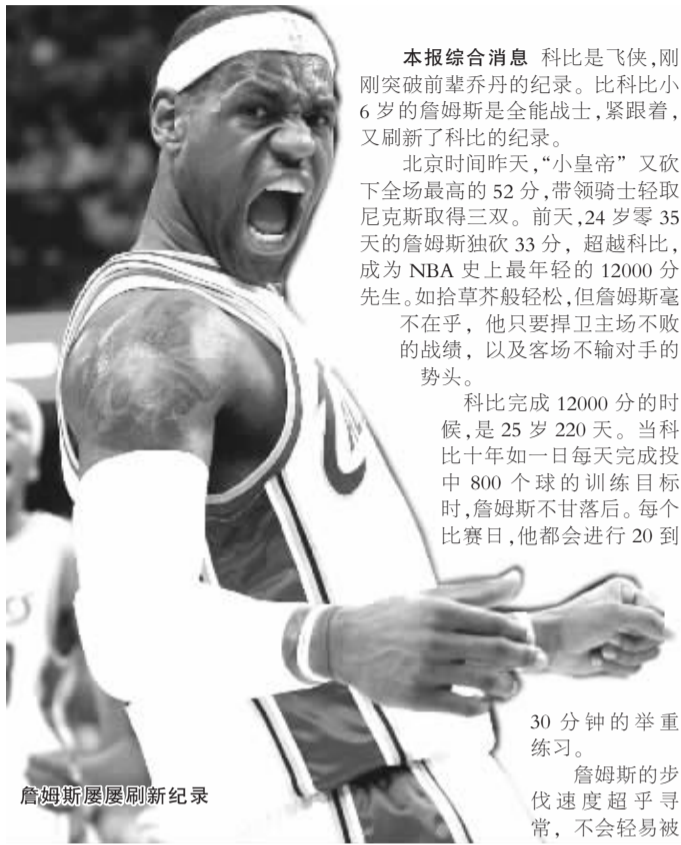 本报综合消息 科比是飞侠,刚
刚突破前辈乔丹的纪录。比科比小
6 岁的詹姆斯是全能战士,紧跟着,
又刷新了科比的纪录。
北京时间昨天,“小皇帝”又砍
下全场最高的 52 分,带领骑士轻取
尼克斯取得三双。前天,24 岁零 35
天的詹姆斯独砍 33 分，超越科比,
成为 NBA 史上最年轻的 12000 分
先生。如拾草芥般轻松,但詹姆斯毫
不在乎，他只要捍卫主场不败
的战绩，以及客场不输对手的
势头。
科比完成 12000 分的时
候,是 25 岁 220 天。当科
比十年如一日每天完成投
中 800 个球的训练目标
时,詹姆斯不甘落后。每个
比赛日,他都会进行 20 到
30 分钟的举重
练习。
詹姆斯的步
伐速度超乎寻
常，不会轻易被
詹姆斯屡屡刷新纪录